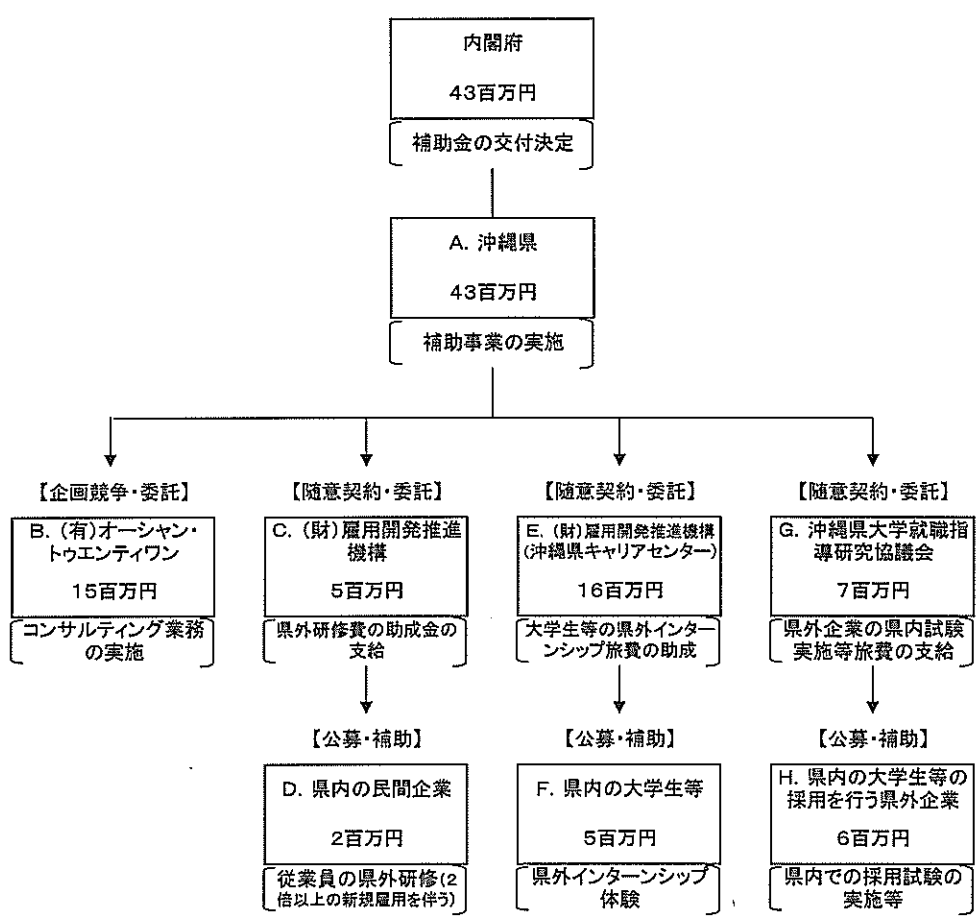 内閣府
43百万円
補助金の交付決定
A. 沖縄県
43百万円
補助事業の実施
【企画競争・委託】
B. (有)オーシャン・
トゥエンティワン
15百万円
コンサルティング業務
の実施
【随意契約・委託】
C. (財)雇用開発推進
機構
5百万円
県外研修費の助成金の
支給
【随意契約・委託】
E. (財)雇用開発推進機構
(沖縄県キャリアセンター)
16百万円
大学生等の県外インター
ンシップ旅費の助成
【随意契約・委託】
G. 沖縄県大学就職指
導研究協議会
7百万円
県外企業の県内試験
実施等旅費の支給
【公募・補助】
D. 県内の民間企業
2百万円
従業員の県外研修(2
倍以上の新規雇用を伴う)
【公募・補助】
F. 県内の大学生等
5百万円
県外インターンシップ
体験
【公募・補助】
H. 県内の大学生等の
採用を行う県外企業
6百万円
県内での採用試験の
実施等